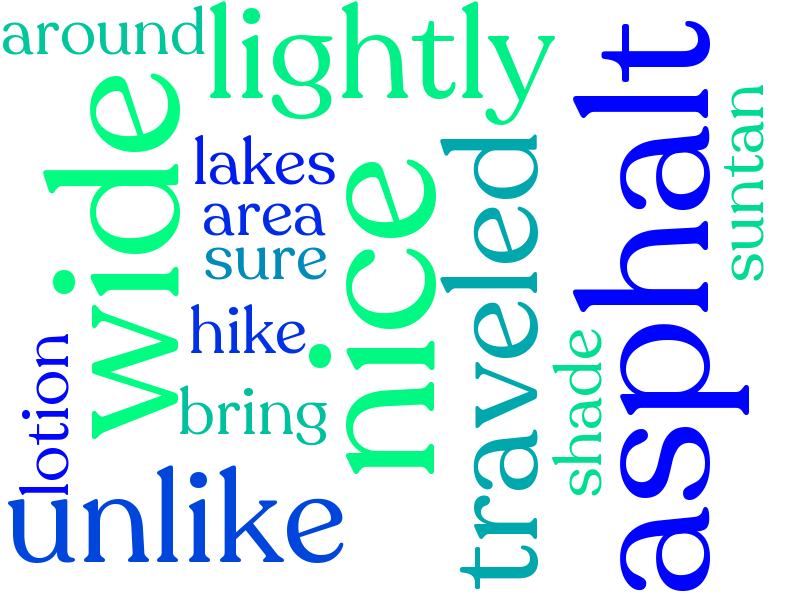 around
lightly
wide
lakes
area
sure
nice
traveled
asphalt
suntan
hike
lotion
bring
shade
unlike